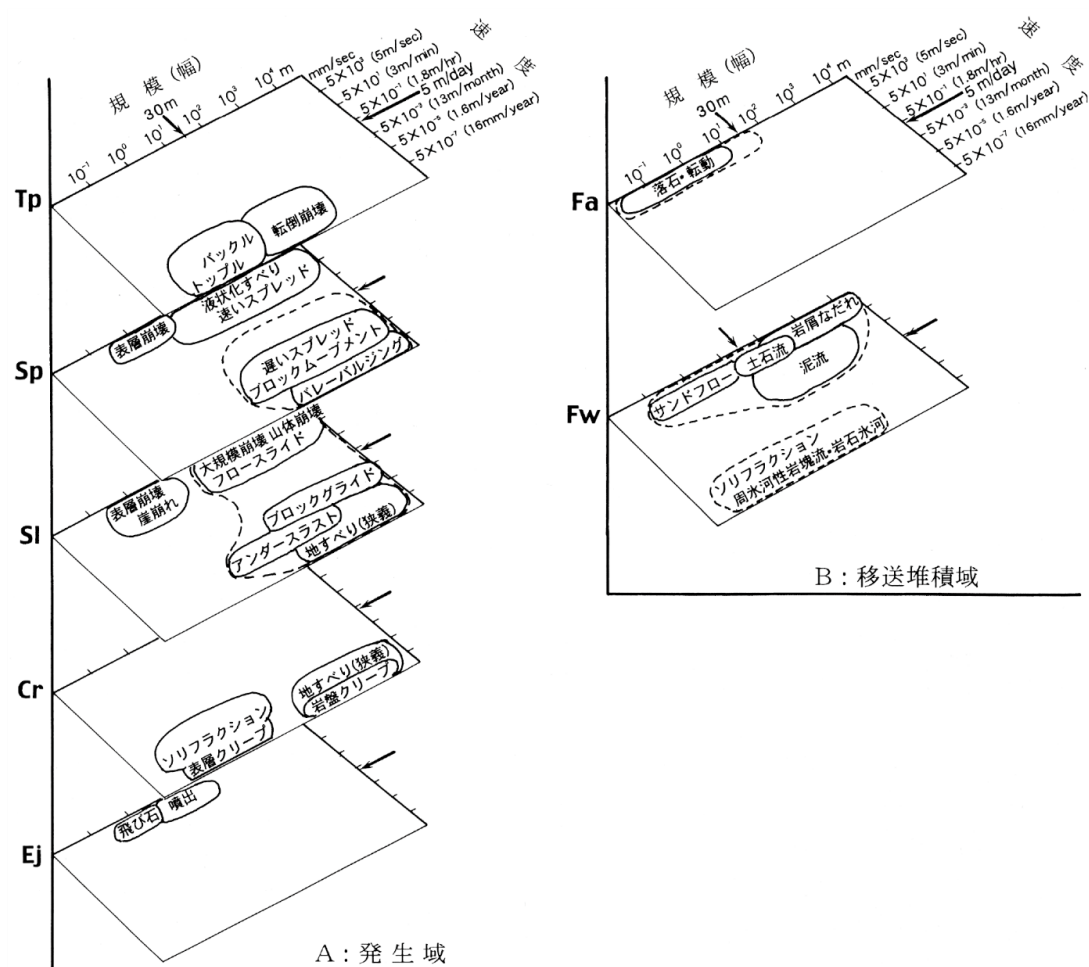 規模(幅)
30m
10⁻¹
10⁰
10¹
10²
10³
10⁴ m
速度
mm/sec
5×10³ (5m/sec)
5×10¹ (3m/min)
5×10⁻¹ (1.8m/hr)
5 m/day
5×10⁻³ (13m/month)
5×10⁻⁵ (1.6m/year)
5×10⁻⁷ (16mm/year)
Tp
転倒崩壊
バックル
トップル
Sp
液状化すべり
速いスプレッド
表層崩壊
遅いスプレッド
ブロックムーブメント
バレーバルジング
Sl
大規模崩壊 山体崩壊
フロースライド
表層崩壊
崖崩れ
ブロックグライド
アンダースラスト
地すべり(狭義)
Cr
地すべり(狭義)
岩盤クリープ
ソリフラクション
表層クリープ
Ej
飛び石
噴出
A:発生域
規模(幅)
30m
10⁻¹
10⁰
10¹
10²
10³
10⁴ m
速度
mm/sec
5×10³ (5m/sec)
5×10¹ (3m/min)
5×10⁻¹ (1.8m/hr)
5 m/day
5×10⁻³ (13m/month)
5×10⁻⁵ (1.6m/year)
5×10⁻⁷ (16mm/year)
Fa
落石・転動
Fw
岩屑なだれ
土石流
サンドフロー
泥流
ソリフラクション
周氷河性岩塊流・岩石氷河
B:移送堆積域